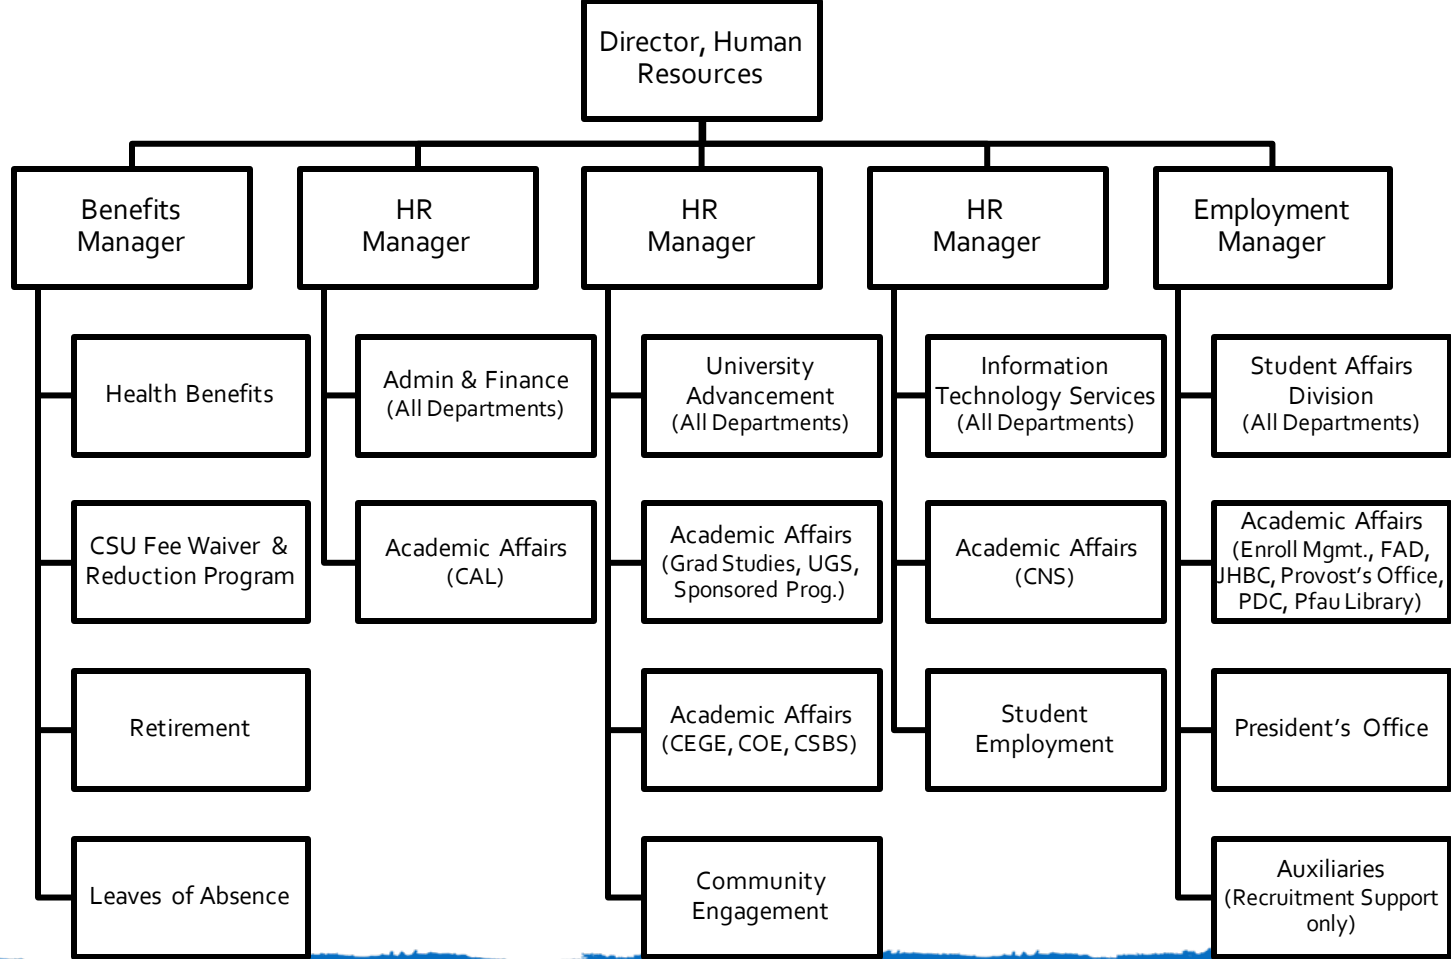 Director, Human
Resources
Benefits
Manager
HR
Manager
HR
Manager
HR
Manager
Employment
Manager
Health Benefits
CSU Fee Waiver &
Reduction Program
Retirement
Leaves of Absence
Admin & Finance
(All Departments)
Academic Affairs
(CAL)
University
Advancement
(All Departments)
Academic Affairs
(Grad Studies, UGS,
Sponsored Prog.)
Academic Affairs
(CEGE, COE, CSBS)
Community
Engagement
Information
Technology Services
(All Departments)
Academic Affairs
(CNS)
Student
Employment
Student Affairs
Division
(All Departments)
Academic Affairs
(Enroll Mgmt., FAD,
JHBC, Provost’s Office,
PDC, Pfau Library)
President’s Office
Auxiliaries
(Recruitment Support
only)